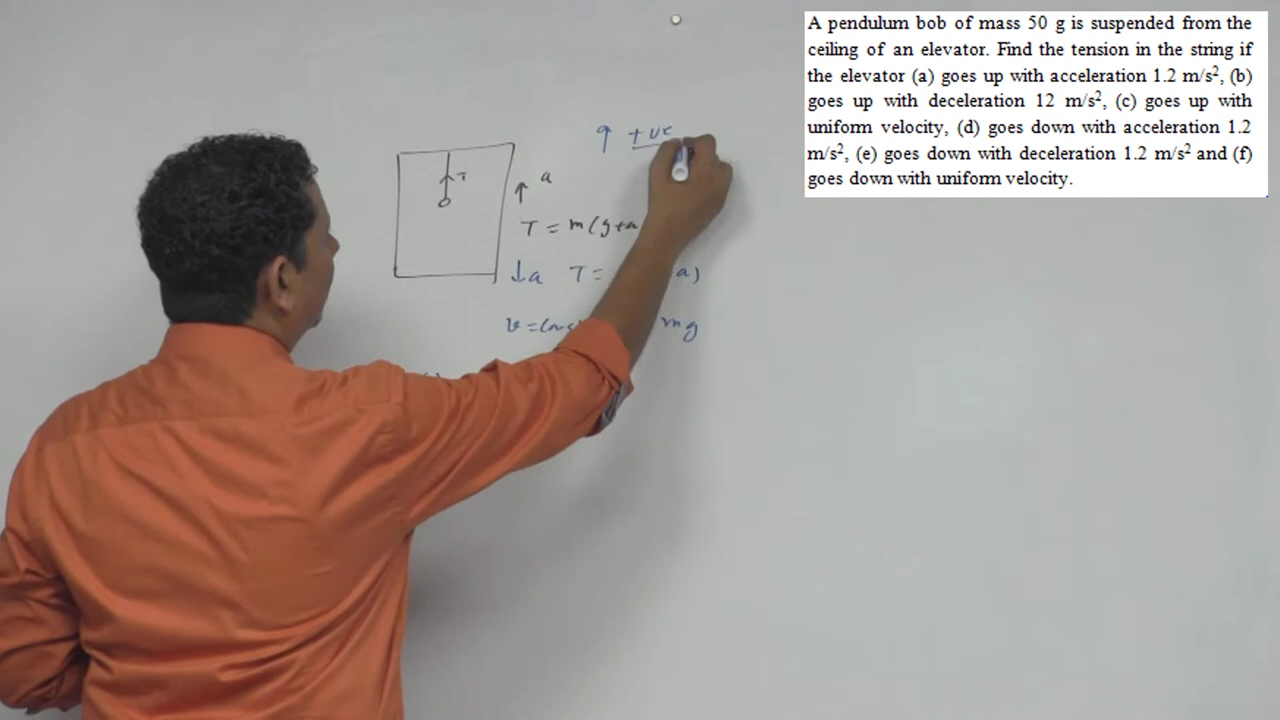 A pendulum bob of mass 50 g is suspended from the
ceiling of an elevator. Find the tension in the string if
the elevator (a) goes up with acceleration 1.2 m/s², (b)
goes up with deceleration 12 m/s², (c) goes up with
uniform velocity, (d) goes down with acceleration 1.2
m/s², (e) goes down with deceleration 1.2 m/s² and (f)
goes down with uniform velocity.
↑ +ve
T
↑ a
T = m(g+a
↓a T = a)
v = mg